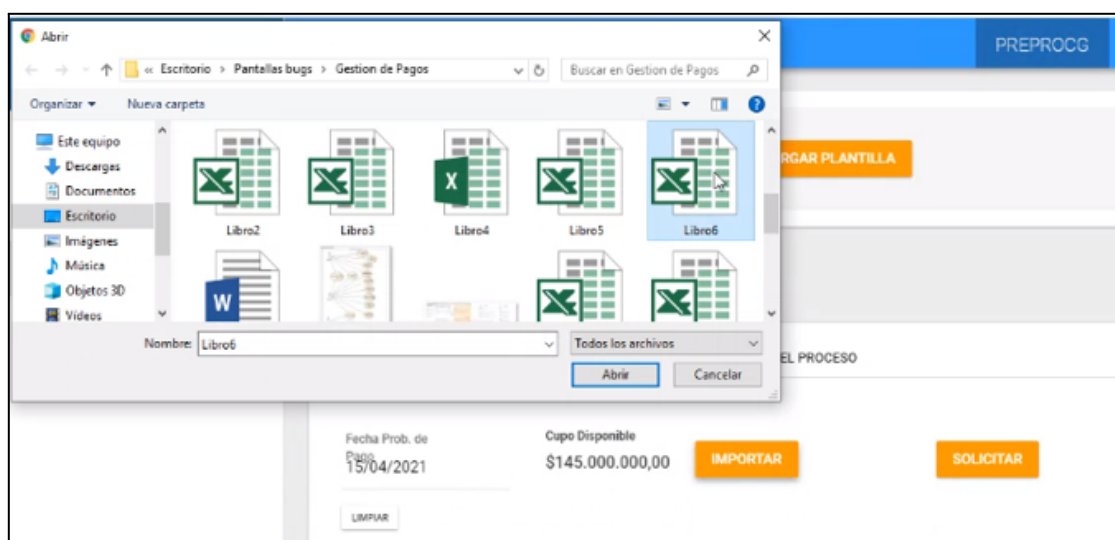 Abrir
PREPROCG
« Escritorio > Pantallas bugs > Gestion de Pagos
Buscar en Gestion de Pagos
Organizar
Nueva carpeta
Este equipo
Descargas
Documentos
Escritorio
Imágenes
Música
Objetos 3D
Vídeos
Libro2
Libro3
Libro4
Libro5
Libro6
RGAR PLANTILLA
Nombre: Libro6
Todos los archivos
Abrir
Cancelar
EL PROCESO
Fecha Prob. de
Pago
15/04/2021
Cupo Disponible
$145.000.000,00
IMPORTAR
SOLICITAR
LIMPIAR